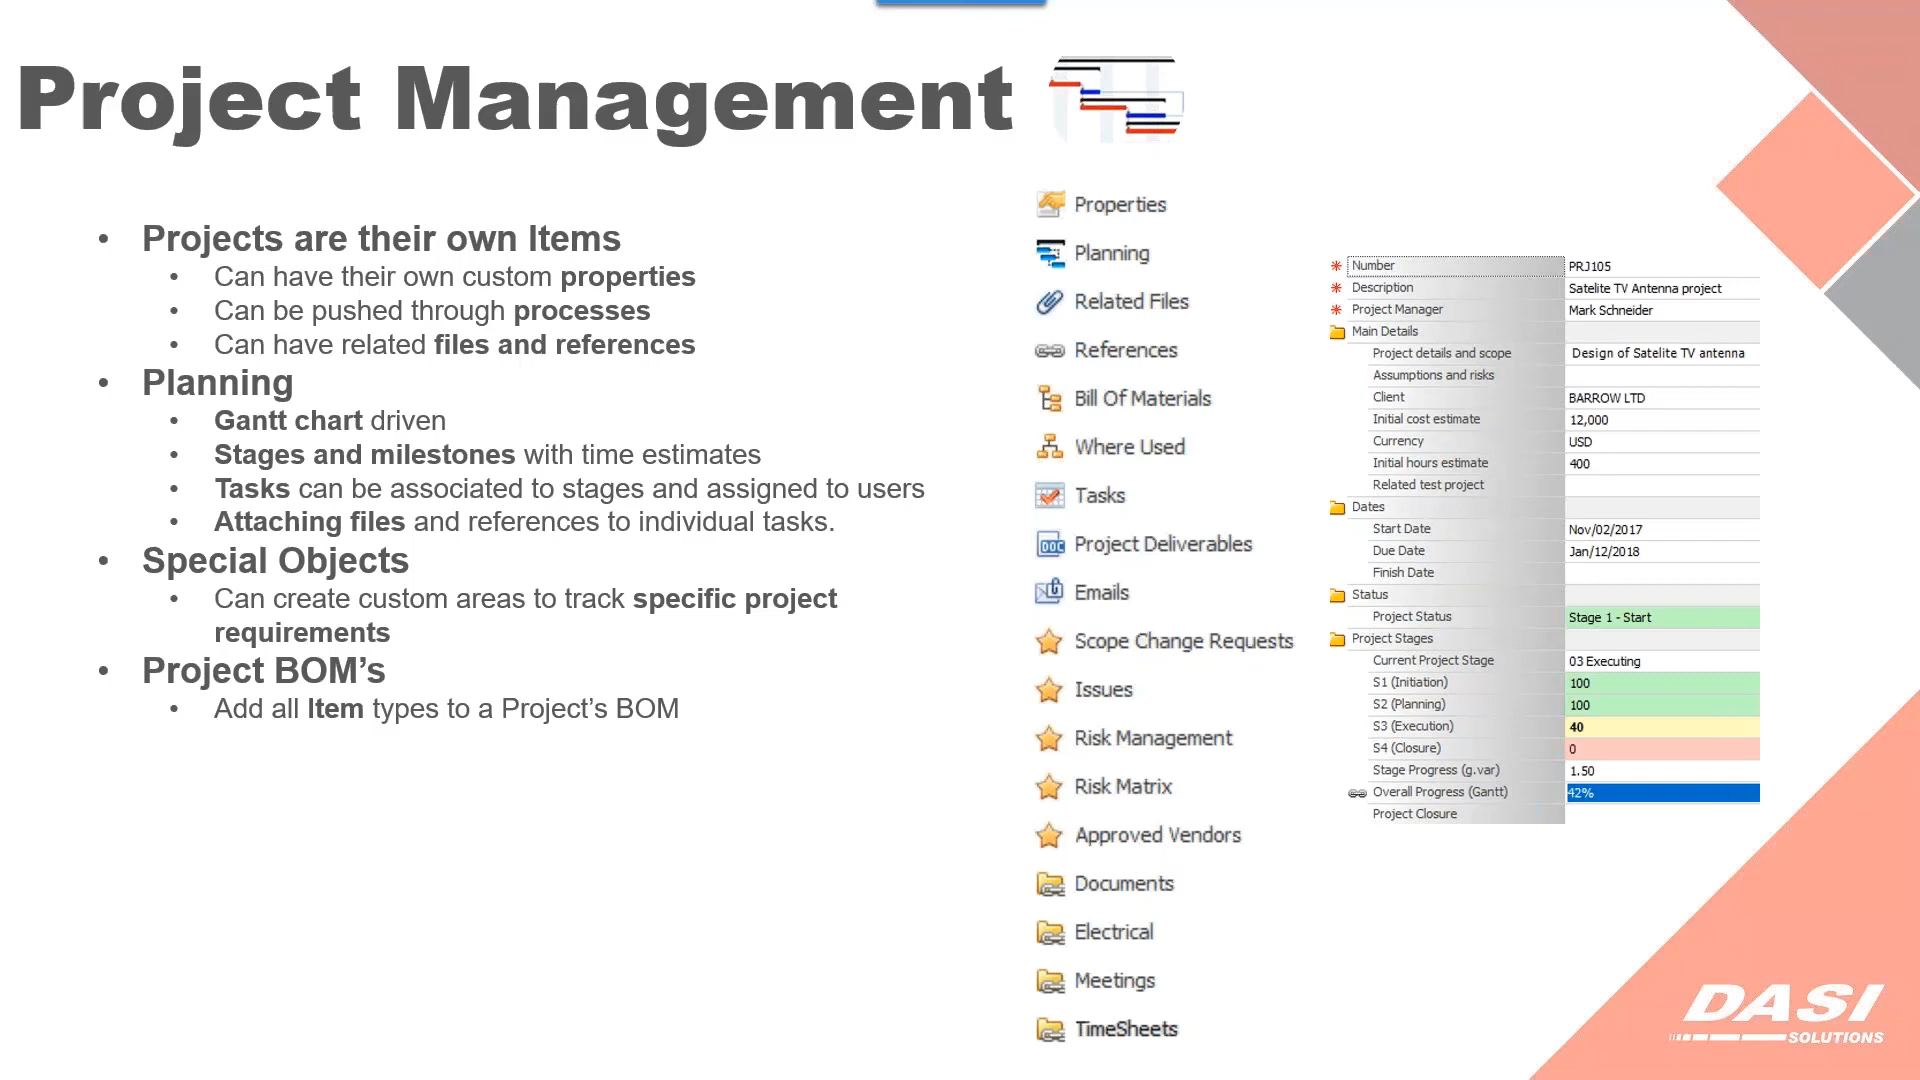 Project Management
• Projects are their own Items
• Can have their own custom properties
• Can be pushed through processes
• Can have related files and references
• Planning
• Gantt chart driven
• Stages and milestones with time estimates
• Tasks can be associated to stages and assigned to users
• Attaching files and references to individual tasks.
• Special Objects
• Can create custom areas to track specific project
requirements
• Project BOM’s
• Add all Item types to a Project’s BOM
Properties
Planning
Related Files
References
Bill Of Materials
Where Used
Tasks
DOC Project Deliverables
Emails
Scope Change Requests
Issues
Risk Management
Risk Matrix
Approved Vendors
Documents
Electrical
Meetings
TimeSheets
Number PRJ105
Description Satelite TV Antenna project
Project Manager Mark Schneider
Main Details
Project details and scope Design of Satelite TV antenna
Assumptions and risks
Client BARROW LTD
Initial cost estimate 12,000
Currency USD
Initial hours estimate 400
Related test project
Dates
Start Date Nov/02/2017
Due Date Jan/12/2018
Finish Date
Status
Project Status Stage 1 - Start
Project Stages
Current Project Stage 03 Executing
S1 (Initiation) 100
S2 (Planning) 100
S3 (Execution) 40
S4 (Closure) 0
Stage Progress (g.var) 1.50
Overall Progress (Gantt) 42%
Project Closure
DASI
SOLUTIONS